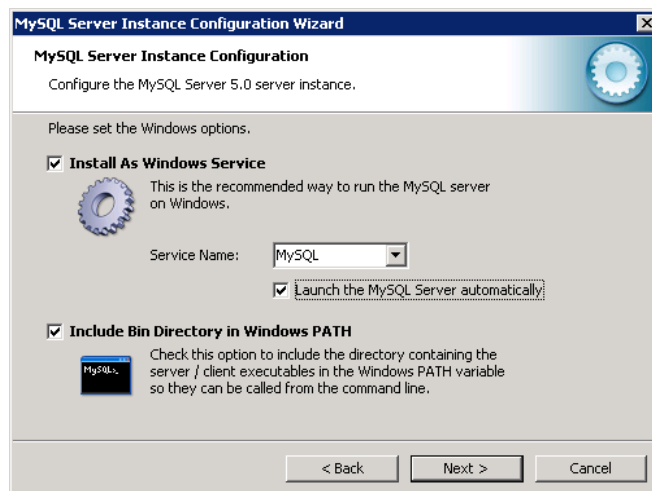 MySQL Server Instance Configuration Wizard
MySQL Server Instance Configuration
Configure the MySQL Server 5.0 server instance.
Please set the Windows options.
Install As Windows Service
This is the recommended way to run the MySQL server
on Windows.
Service Name: MySQL
Launch the MySQL Server automatically
Include Bin Directory in Windows PATH
MySQL>_
Check this option to include the directory containing the
server / client executables in the Windows PATH variable
so they can be called from the command line.
< Back Next > Cancel